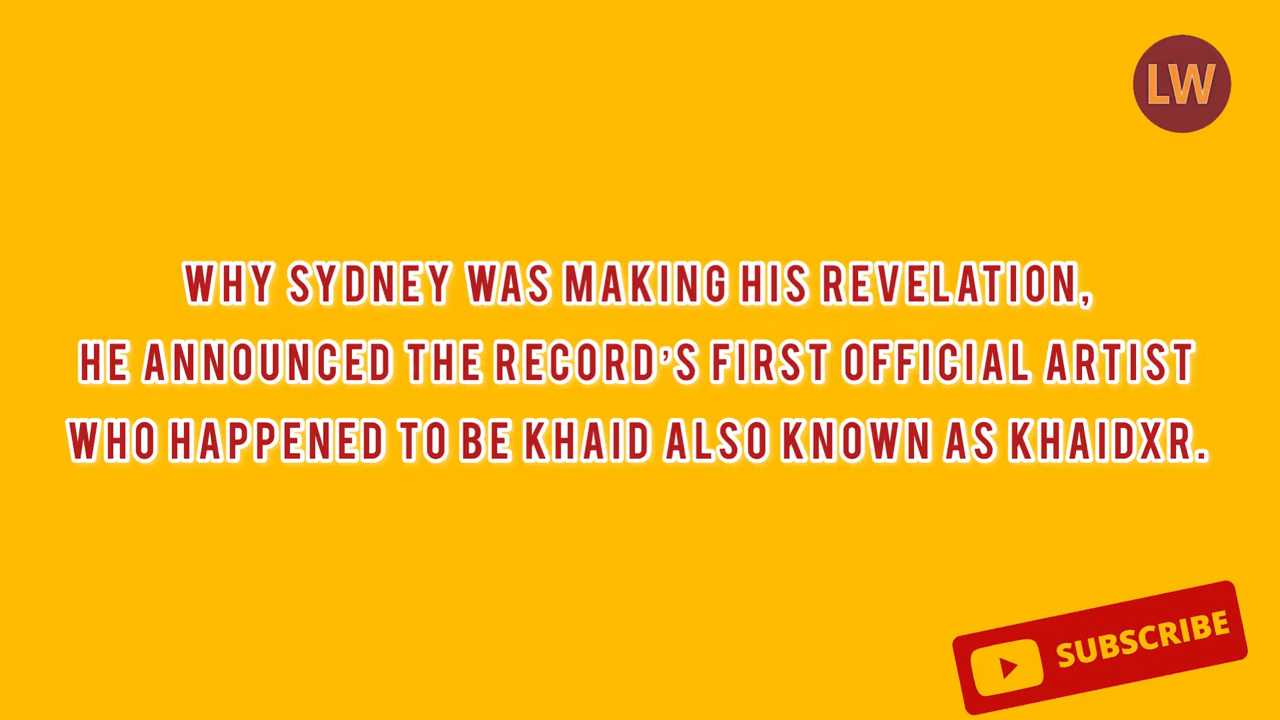 LW
WHY SYDNEY WAS MAKING HIS REVELATION,
HE ANNOUNCED THE RECORD'S FIRST OFFICIAL ARTIST
WHO HAPPENED TO BE KHAID ALSO KNOWN AS KHAIDXR.
SUBSCRIBE